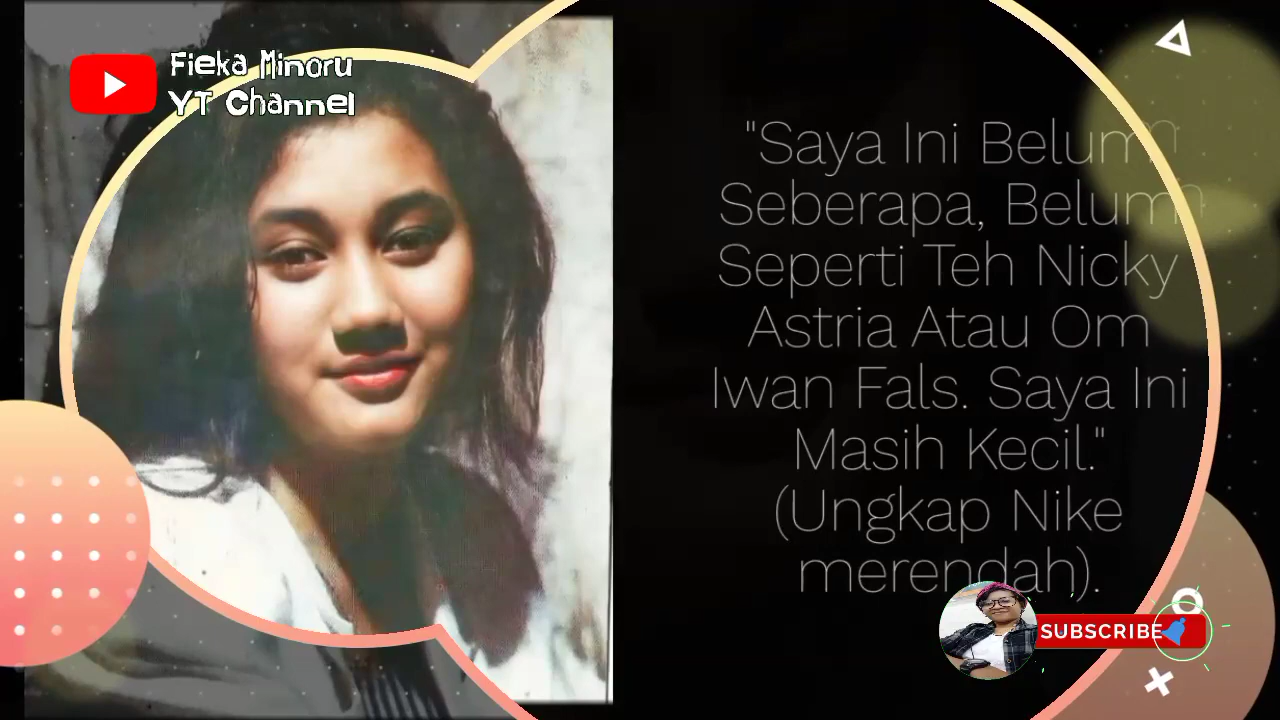 Fieka Minoru
YT Channel
"Saya Ini Belum
Seberapa, Belum
Seperti Teh Nicky
Astria Atau Om
Iwan Fals. Saya Ini
Masih Kecil."
(Ungkap Nike
merendah).
SUBSCRIBE